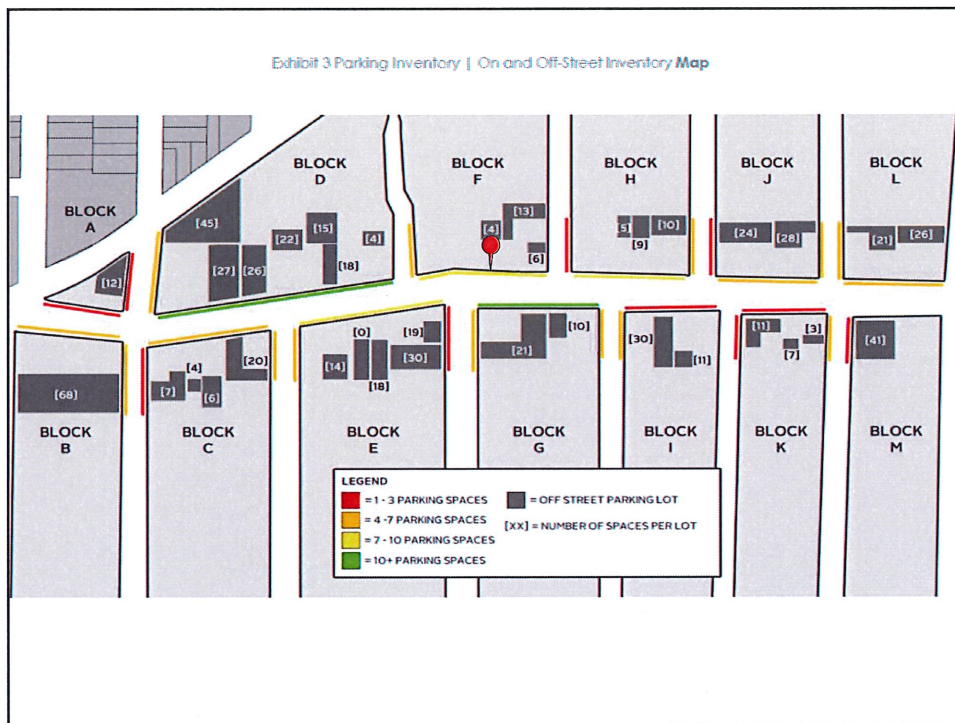 Exhibit 3 Parking Inventory | On and Off-Street Inventory Map
BLOCK
A
[12]
BLOCK
D
[45]
[27]
[26]
[22]
[15]
[18]
[4]
BLOCK
F
[4]
[13]
[6]
BLOCK
H
[5]
[9]
[10]
BLOCK
J
[24]
[28]
BLOCK
L
[21]
[26]
[68]
BLOCK
B
[7]
[4]
[6]
[20]
BLOCK
C
[14]
[0]
[18]
[19]
[30]
BLOCK
E
[21]
[10]
BLOCK
G
[30]
[11]
BLOCK
I
[11]
[7]
[3]
BLOCK
K
[41]
BLOCK
M
LEGEND
= 1 - 3 PARKING SPACES
= 4 -7 PARKING SPACES
= 7 - 10 PARKING SPACES
= 10+ PARKING SPACES
= OFF STREET PARKING LOT
[XX] = NUMBER OF SPACES PER LOT